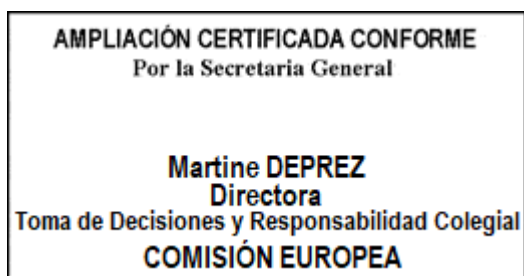 AMPLIACIÓN CERTIFICADA CONFORME
Por la Secretaria General
Martine DEPREZ
Directora
Toma de Decisiones y Responsabilidad Colegial
COMISIÓN EUROPEA